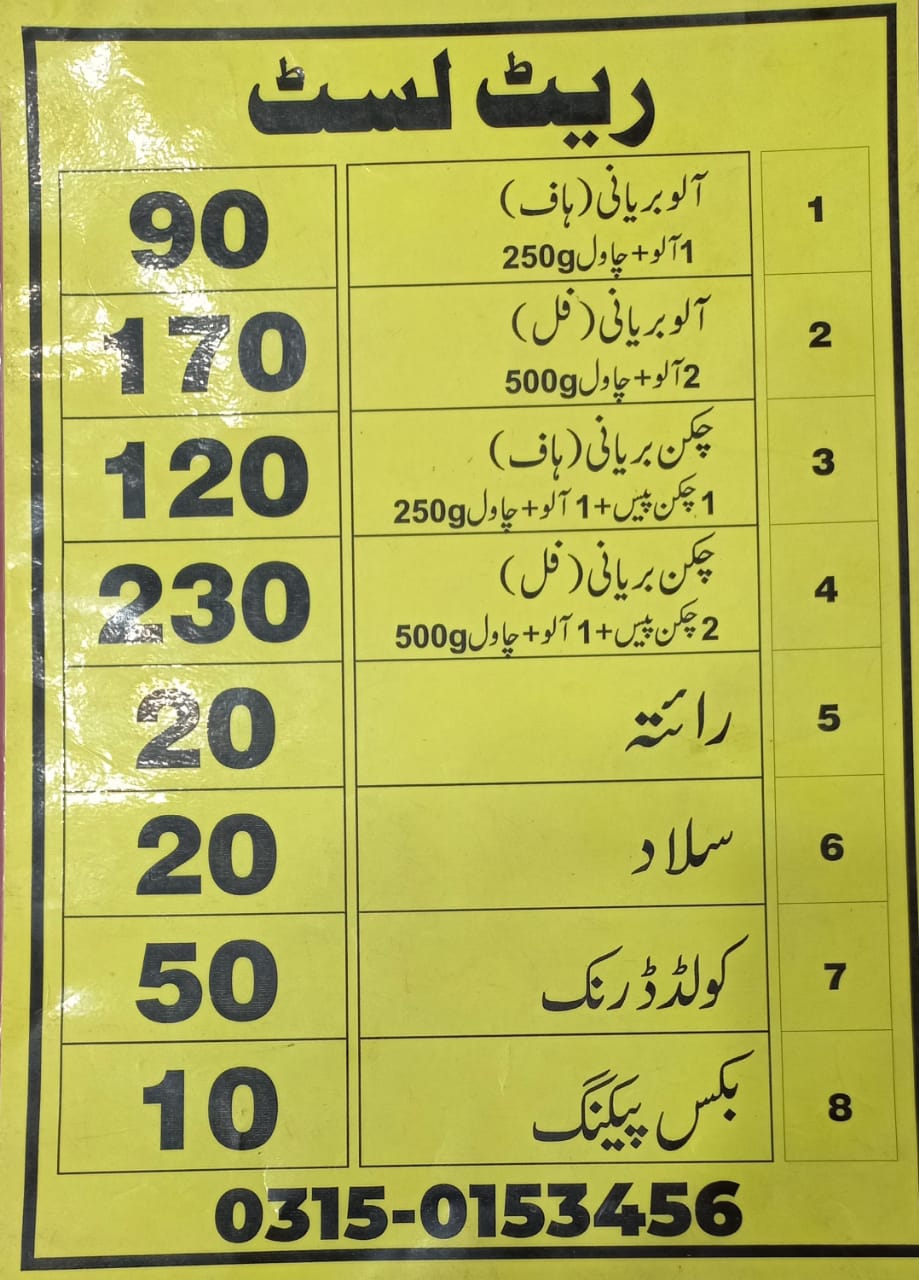 ریٹ لسٹ
1 آلو بریانی (ہاف) 90
1 آلو + چاول 250g
2 آلو بریانی (فل) 170
2 آلو + چاول 500g
3 چکن بریانی (ہاف) 120
1 چکن پیس + 1 آلو + چاول 250g
4 چکن بریانی (فل) 230
2 چکن پیس + 1 آلو + چاول 500g
5 رائتہ 20
6 سلاد 20
7 کولڈڈرنک 50
8 بکس پیکنگ 10
0315-0153456